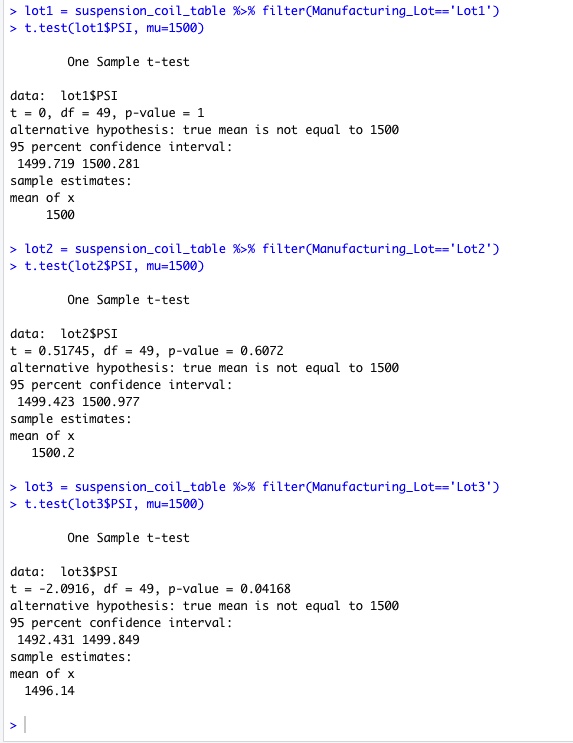 > lot1 = suspension_coil_table %>% filter(Manufacturing_Lot=='Lot1')
> t.test(lot1$PSI, mu=1500)
One Sample t-test
data:  lot1$PSI
t = 0, df = 49, p-value = 1
alternative hypothesis: true mean is not equal to 1500
95 percent confidence interval:
1499.719 1500.281
sample estimates:
mean of x
1500
> lot2 = suspension_coil_table %>% filter(Manufacturing_Lot=='Lot2')
> t.test(lot2$PSI, mu=1500)
One Sample t-test
data:  lot2$PSI
t = 0.51745, df = 49, p-value = 0.6072
alternative hypothesis: true mean is not equal to 1500
95 percent confidence interval:
1499.423 1500.977
sample estimates:
mean of x
1500.2
> lot3 = suspension_coil_table %>% filter(Manufacturing_Lot=='Lot3')
> t.test(lot3$PSI, mu=1500)
One Sample t-test
data:  lot3$PSI
t = -2.0916, df = 49, p-value = 0.04168
alternative hypothesis: true mean is not equal to 1500
95 percent confidence interval:
1492.431 1499.849
sample estimates:
mean of x
1496.14
>